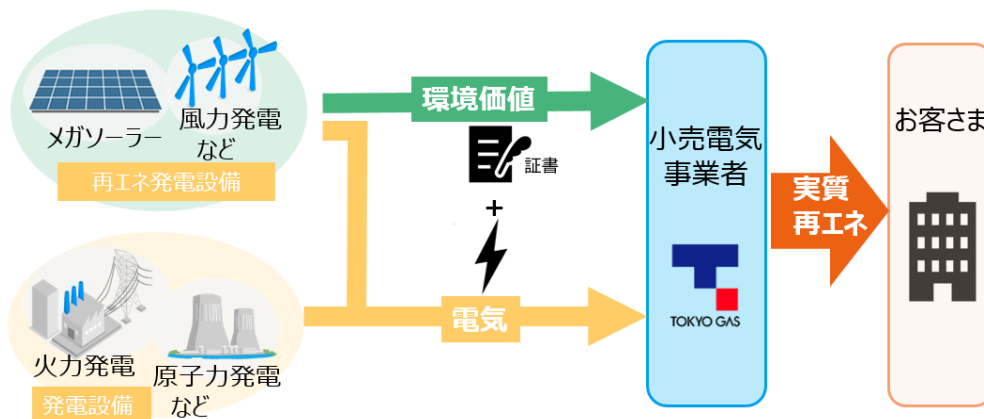 メガソーラー
風力発電
など
再エネ発電設備
火力発電
発電設備
原子力発電
など
環境価値
証書
+
電気
小売電気
事業者
TOKYO GAS
実質
再エネ
お客さま